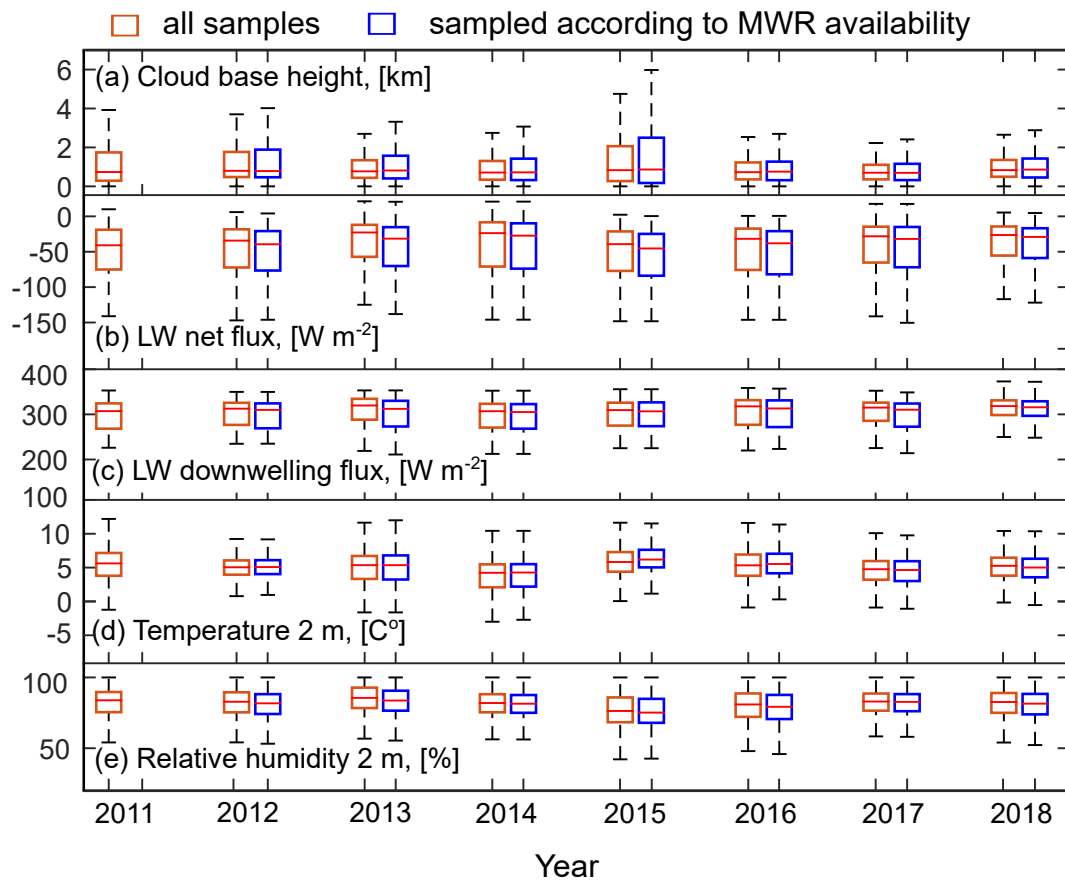 all samples sampled according to MWR availability
(a) Cloud base height, [km]
6
4
2
0
0
-50
-100
-150
(b) LW net flux, [W m-2]
400
300
200
100
(c) LW downwelling flux, [W m-2]
10
5
0
-5
(d) Temperature 2 m, [Co]
100
50
(e) Relative humidity 2 m, [%]
2011 2012 2013 2014 2015 2016 2017 2018
Year